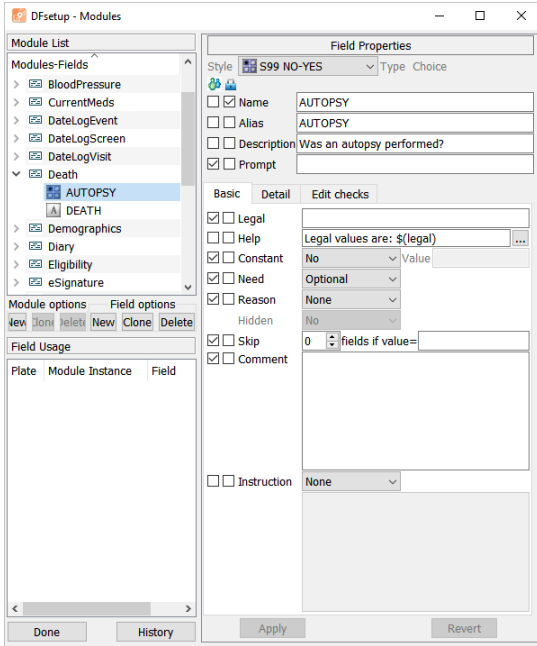 DFsetup - Modules
Module List
Modules-Fields
BloodPressure
CurrentMeds
DateLogEvent
DateLogScreen
DateLogVisit
Death
AUTOPSY
A DEATH
Demographics
Diary
Eligibility
eSignature
Module options Field options
New Clone Delete New Clone Delete
Field Usage
Plate Module Instance Field
Done History
Field Properties
Style S99 NO-YES Type Choice
Name AUTOPSY
Alias AUTOPSY
Description Was an autopsy performed?
Prompt
Basic Detail Edit checks
Legal
Help Legal values are: $(legal) ...
Constant No Value
Need Optional
Reason None
Hidden No
Skip 0 fields if value=
Comment
Instruction None
Apply Revert